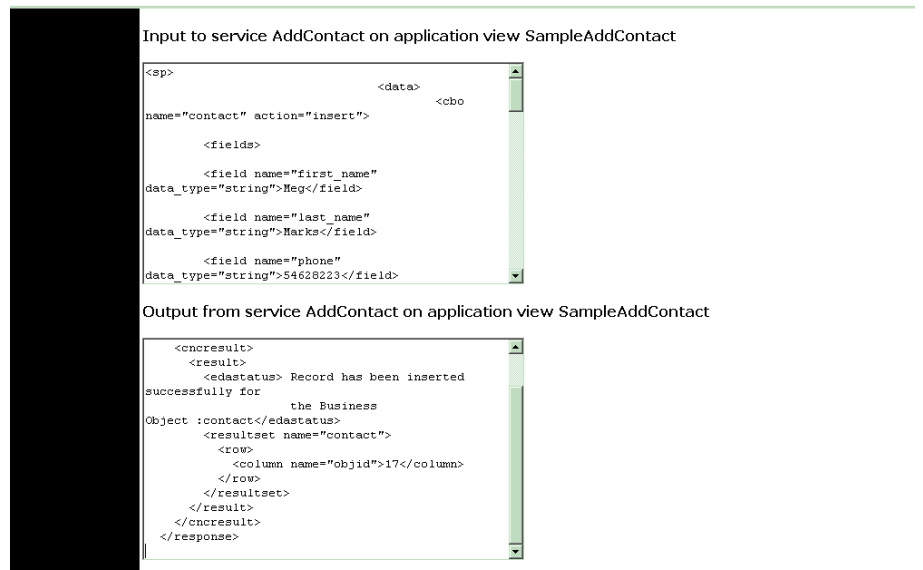 Input to service AddContact on application view SampleAddContact
<sp>
<data>
<cbo
name="contact" action="insert">
<fields>
<field name="first_name"
data_type="string">Meg</field>
<field name="last_name"
data_type="string">Marks</field>
<field name="phone"
data_type="string">54628223</field>
Output from service AddContact on application view SampleAddContact
<cncresult>
<result>
<edastatus> Record has been inserted
successfully for
the Business
Object :contact</edastatus>
<resultset name="contact">
<row>
<column name="objid">17</column>
</row>
</resultset>
</result>
</cncresult>
</response>